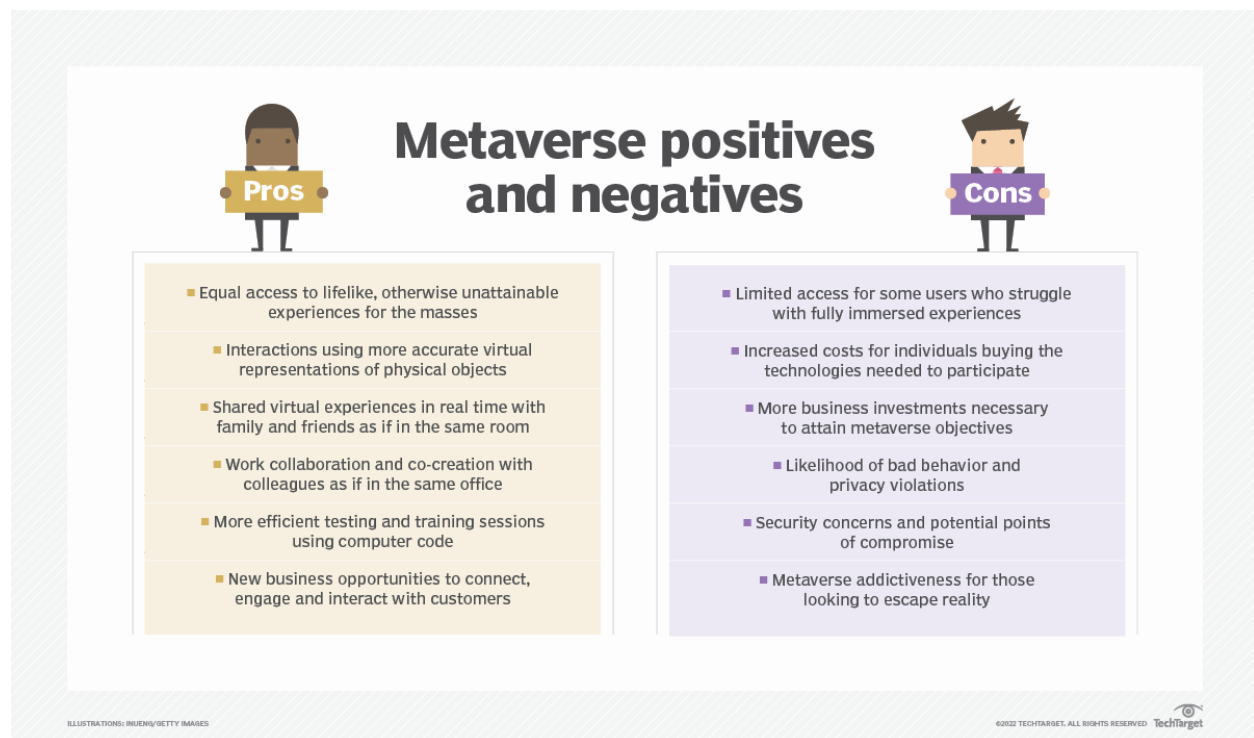 Metaverse positives
and negatives
Pros
■ Equal access to lifelike, otherwise unattainable
experiences for the masses
■ Interactions using more accurate virtual
representations of physical objects
■ Shared virtual experiences in real time with
family and friends as if in the same room
■ Work collaboration and co-creation with
colleagues as if in the same office
■ More efficient testing and training sessions
using computer code
■ New business opportunities to connect,
engage and interact with customers
Cons
■ Limited access for some users who struggle
with fully immersed experiences
■ Increased costs for individuals buying the
technologies needed to participate
■ More business investments necessary
to attain metaverse objectives
■ Likelihood of bad behavior and
privacy violations
■ Security concerns and potential points
of compromise
■ Metaverse addictiveness for those
looking to escape reality
ILLUSTRATIONS: INUENG/GETTY IMAGES
©2022 TECHTARGET. ALL RIGHTS RESERVED TechTarget